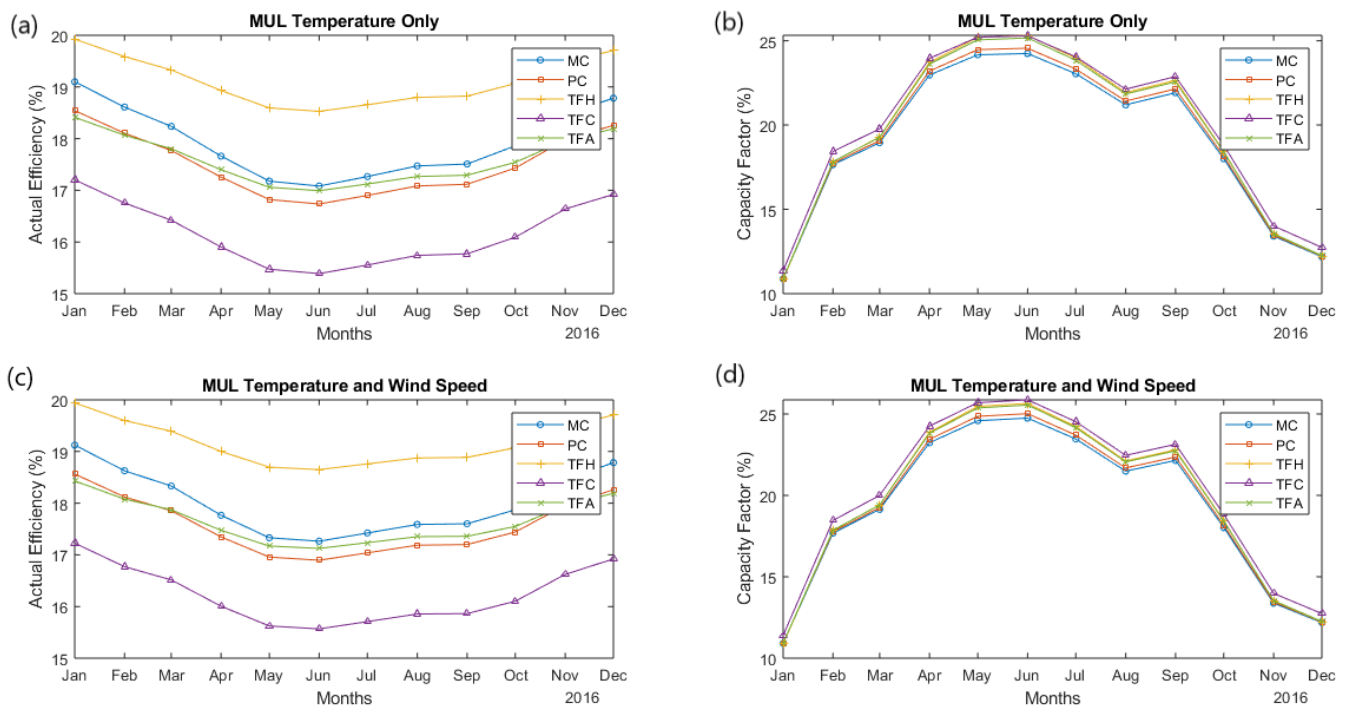 (a)
MUL Temperature Only
Actual Efficiency (%)
20
19
18
17
16
15
Jan Feb Mar Apr May Jun Jul Aug Sep Oct Nov Dec
Months
2016
MC
PC
TFH
TFC
TFA
(b)
MUL Temperature Only
Capacity Factor (%)
25
20
15
10
Jan Feb Mar Apr May Jun Jul Aug Sep Oct Nov Dec
Months
2016
MC
PC
TFH
TFC
TFA
(c)
MUL Temperature and Wind Speed
Actual Efficiency (%)
20
19
18
17
16
15
Jan Feb Mar Apr May Jun Jul Aug Sep Oct Nov Dec
Months
2016
MC
PC
TFH
TFC
TFA
(d)
MUL Temperature and Wind Speed
Capacity Factor (%)
25
20
15
10
Jan Feb Mar Apr May Jun Jul Aug Sep Oct Nov Dec
Months
2016
MC
PC
TFH
TFC
TFA